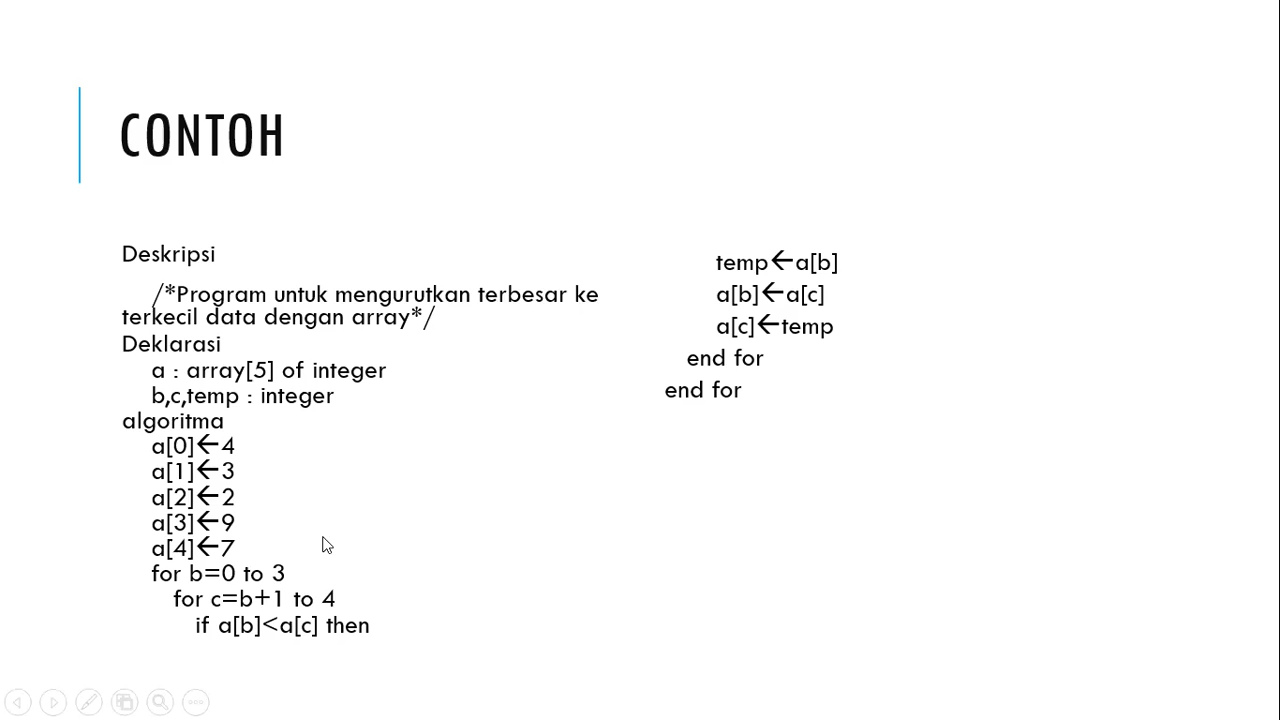 CONTOH
Deskripsi
/*Program untuk mengurutkan terbesar ke
terkecil data dengan array*/
Deklarasi
a : array[5] of integer
b,c,temp : integer
algoritma
a[0]←4
a[1]←3
a[2]←2
a[3]←9
a[4]←7
for b=0 to 3
for c=b+1 to 4
if a[b]<a[c] then
temp←a[b]
a[b]←a[c]
a[c]←temp
end for
end for